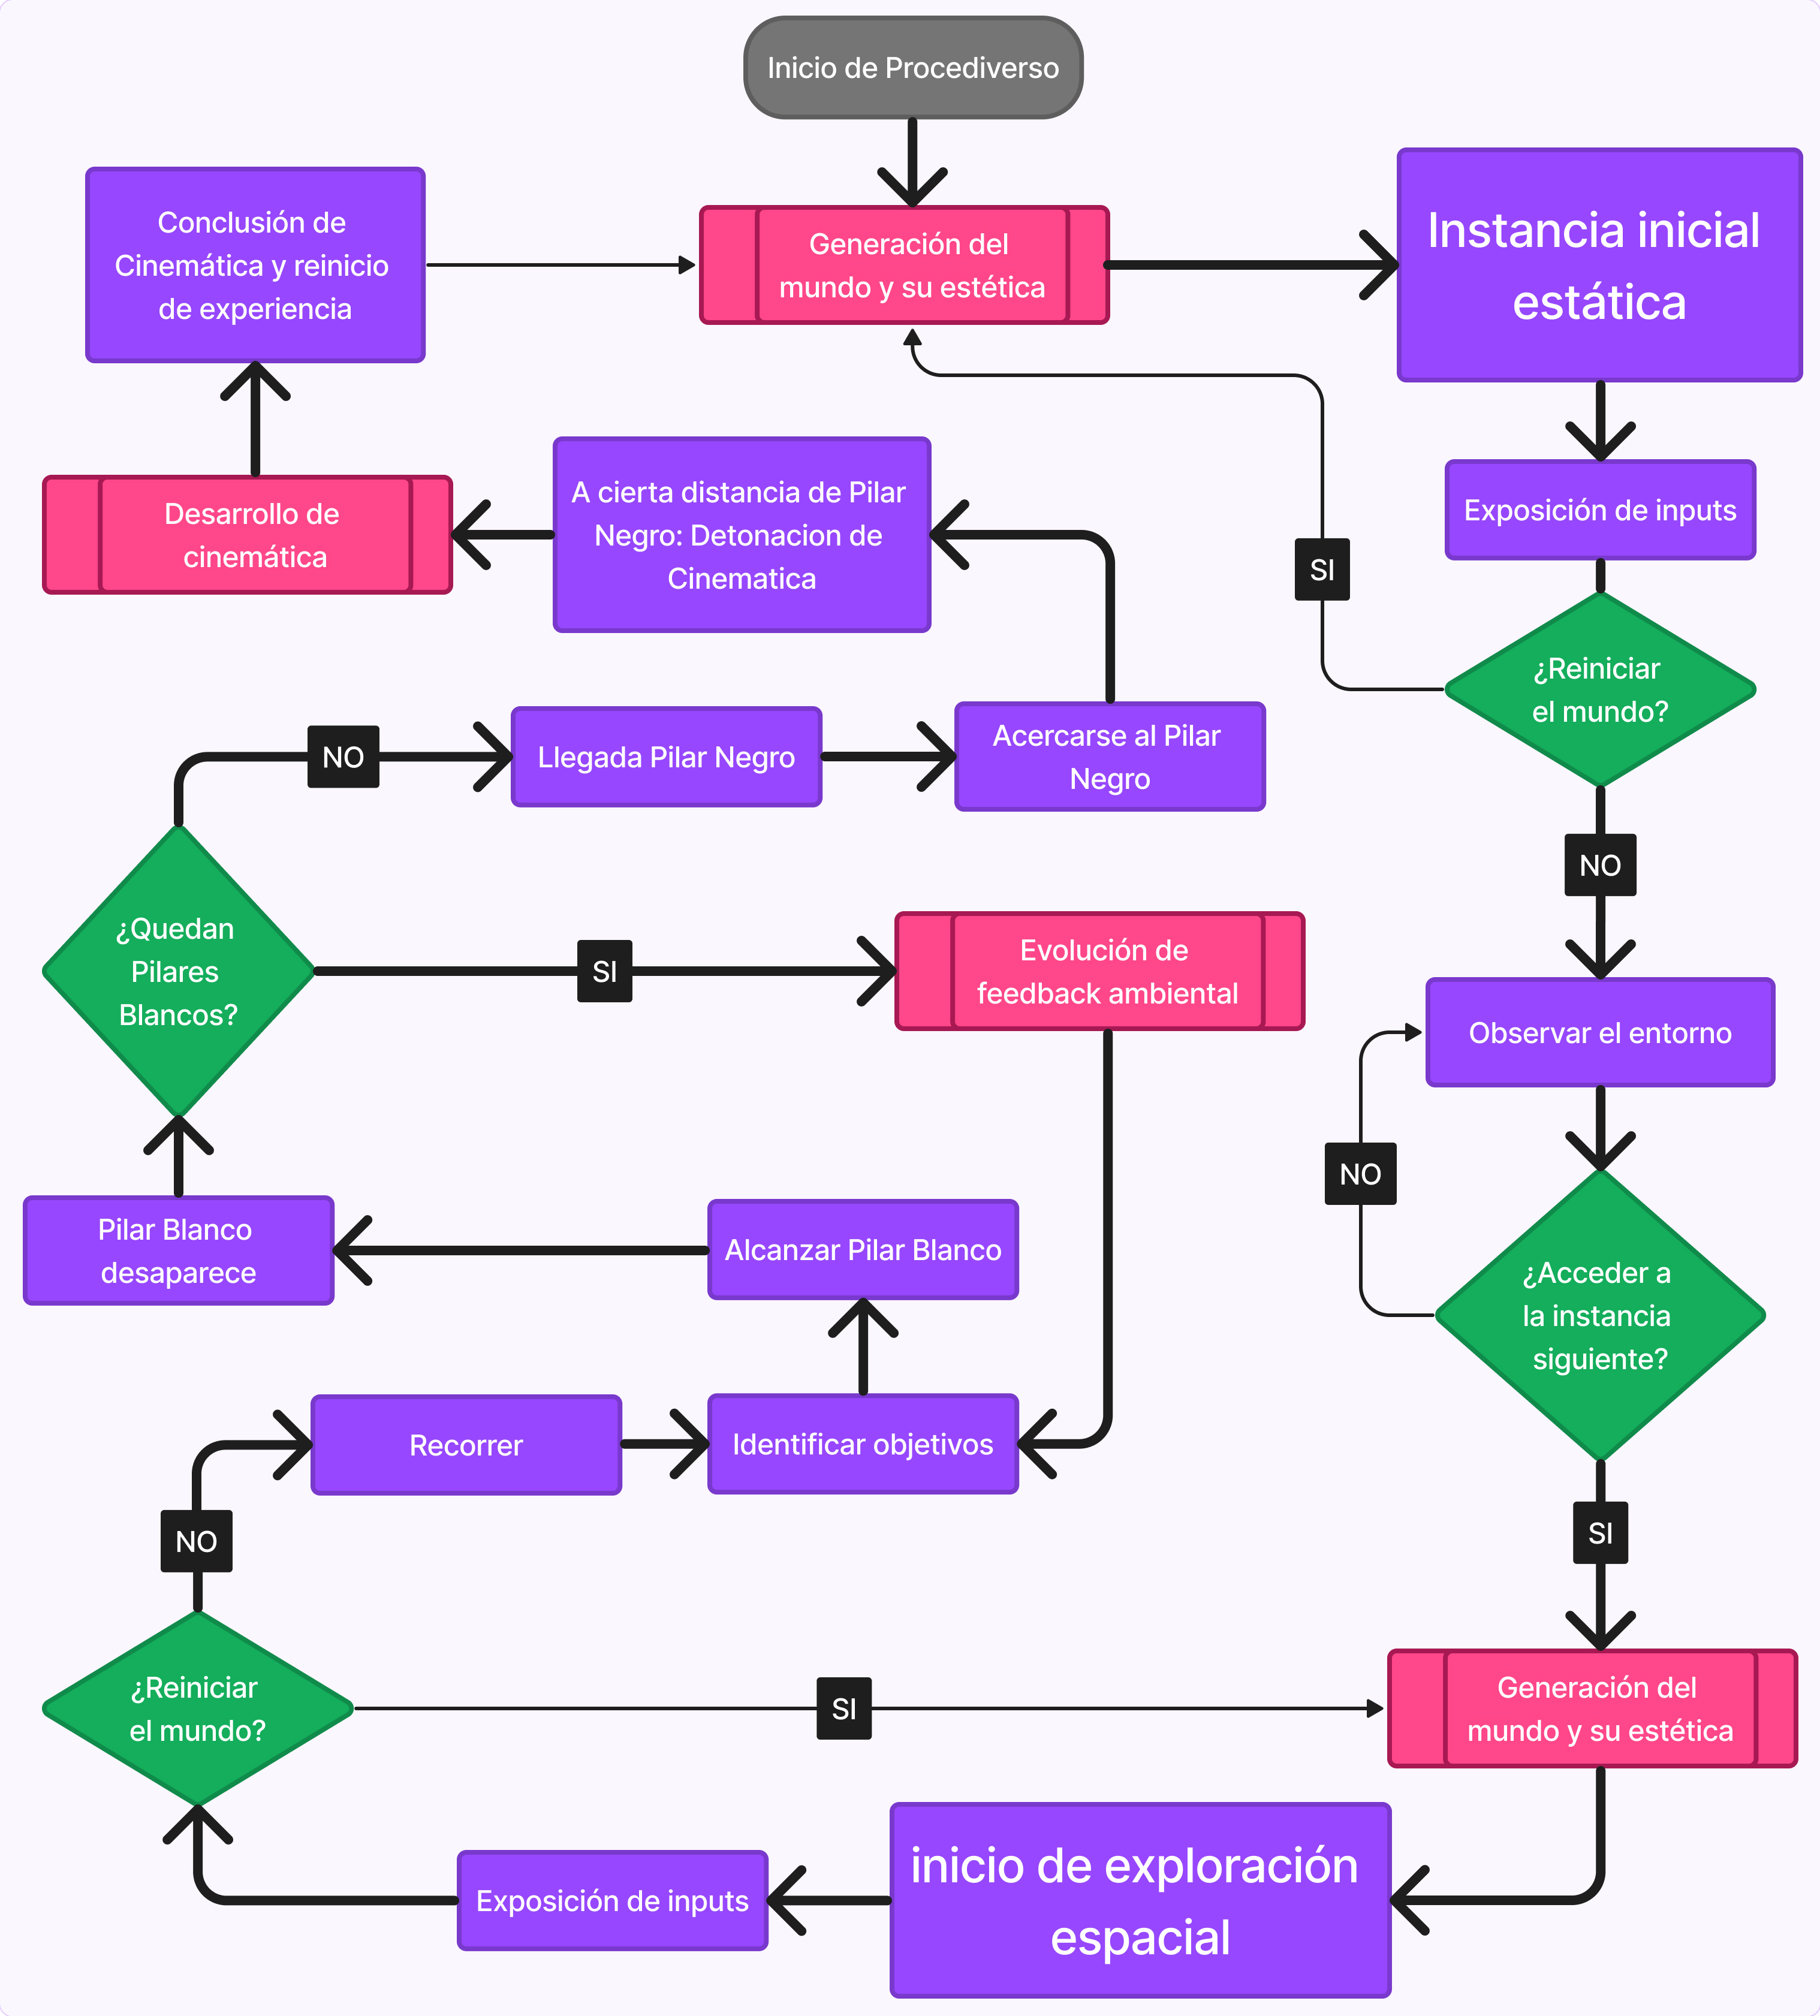 Inicio de Procediverso
Generación del
mundo y su estética
Instancia inicial
estática
Conclusión de
Cinemática y reinicio
de experiencia
Exposición de inputs
A cierta distancia de Pilar
Negro: Detonacion de
Cinematica
Desarrollo de
cinemática
SI
¿Reiniciar
el mundo?
NO
Llegada Pilar Negro
Acercarse al Pilar
Negro
NO
¿Quedan
Pilares
Blancos?
SI
Evolución de
feedback ambiental
Observar el entorno
NO
¿Acceder a
la instancia
siguiente?
Pilar Blanco
desaparece
Alcanzar Pilar Blanco
Recorrer
Identificar objetivos
NO
SI
¿Reiniciar
el mundo?
SI
Generación del
mundo y su estética
inicio de exploración
espacial
Exposición de inputs